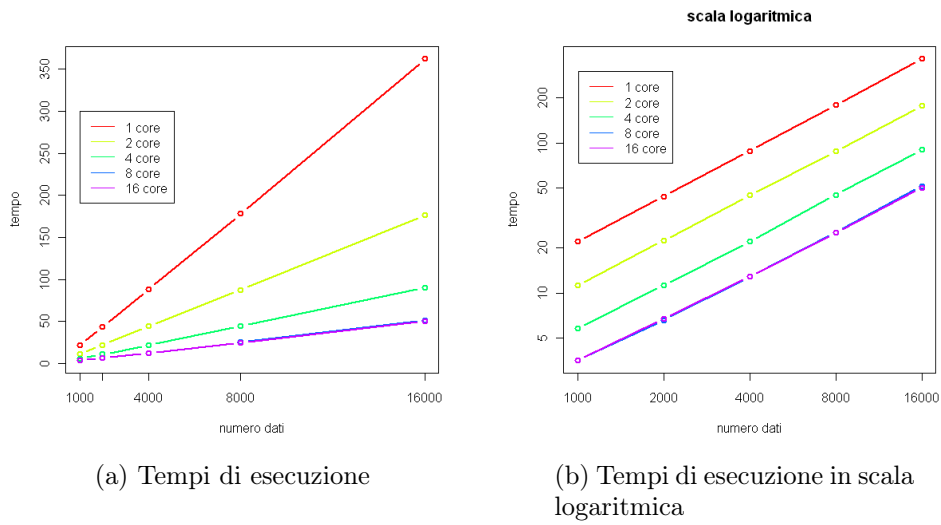 350
300
250
200
150
100
50
0
tempo
1 core
2 core
4 core
8 core
16 core
1000
4000
8000
16000
numero dati
(a) Tempi di esecuzione
scala logaritmica
200
100
50
20
10
5
tempo
1 core
2 core
4 core
8 core
16 core
1000
2000
4000
8000
16000
numero dati
(b) Tempi di esecuzione in scala
logaritmica